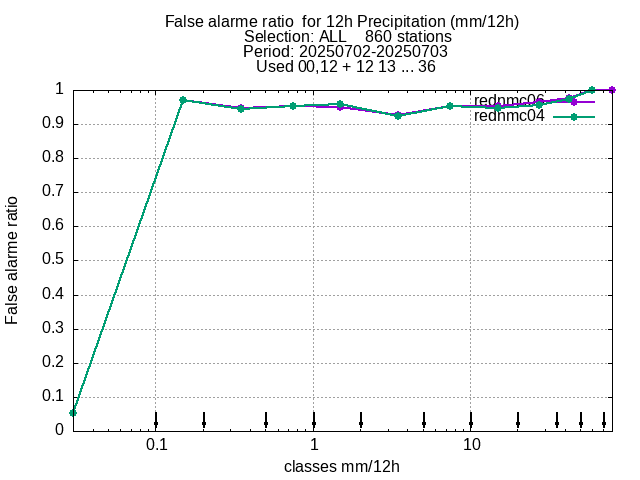 False alarme ratio  for 12h Precipitation (mm/12h)
Selection: ALL    860 stations
Period: 20250702-20250703
Used 00,12 + 12 13 ... 36
rednmc06
rednmc04
False alarme ratio
1
0.9
0.8
0.7
0.6
0.5
0.4
0.3
0.2
0.1
0
0.1 1 10
classes mm/12h